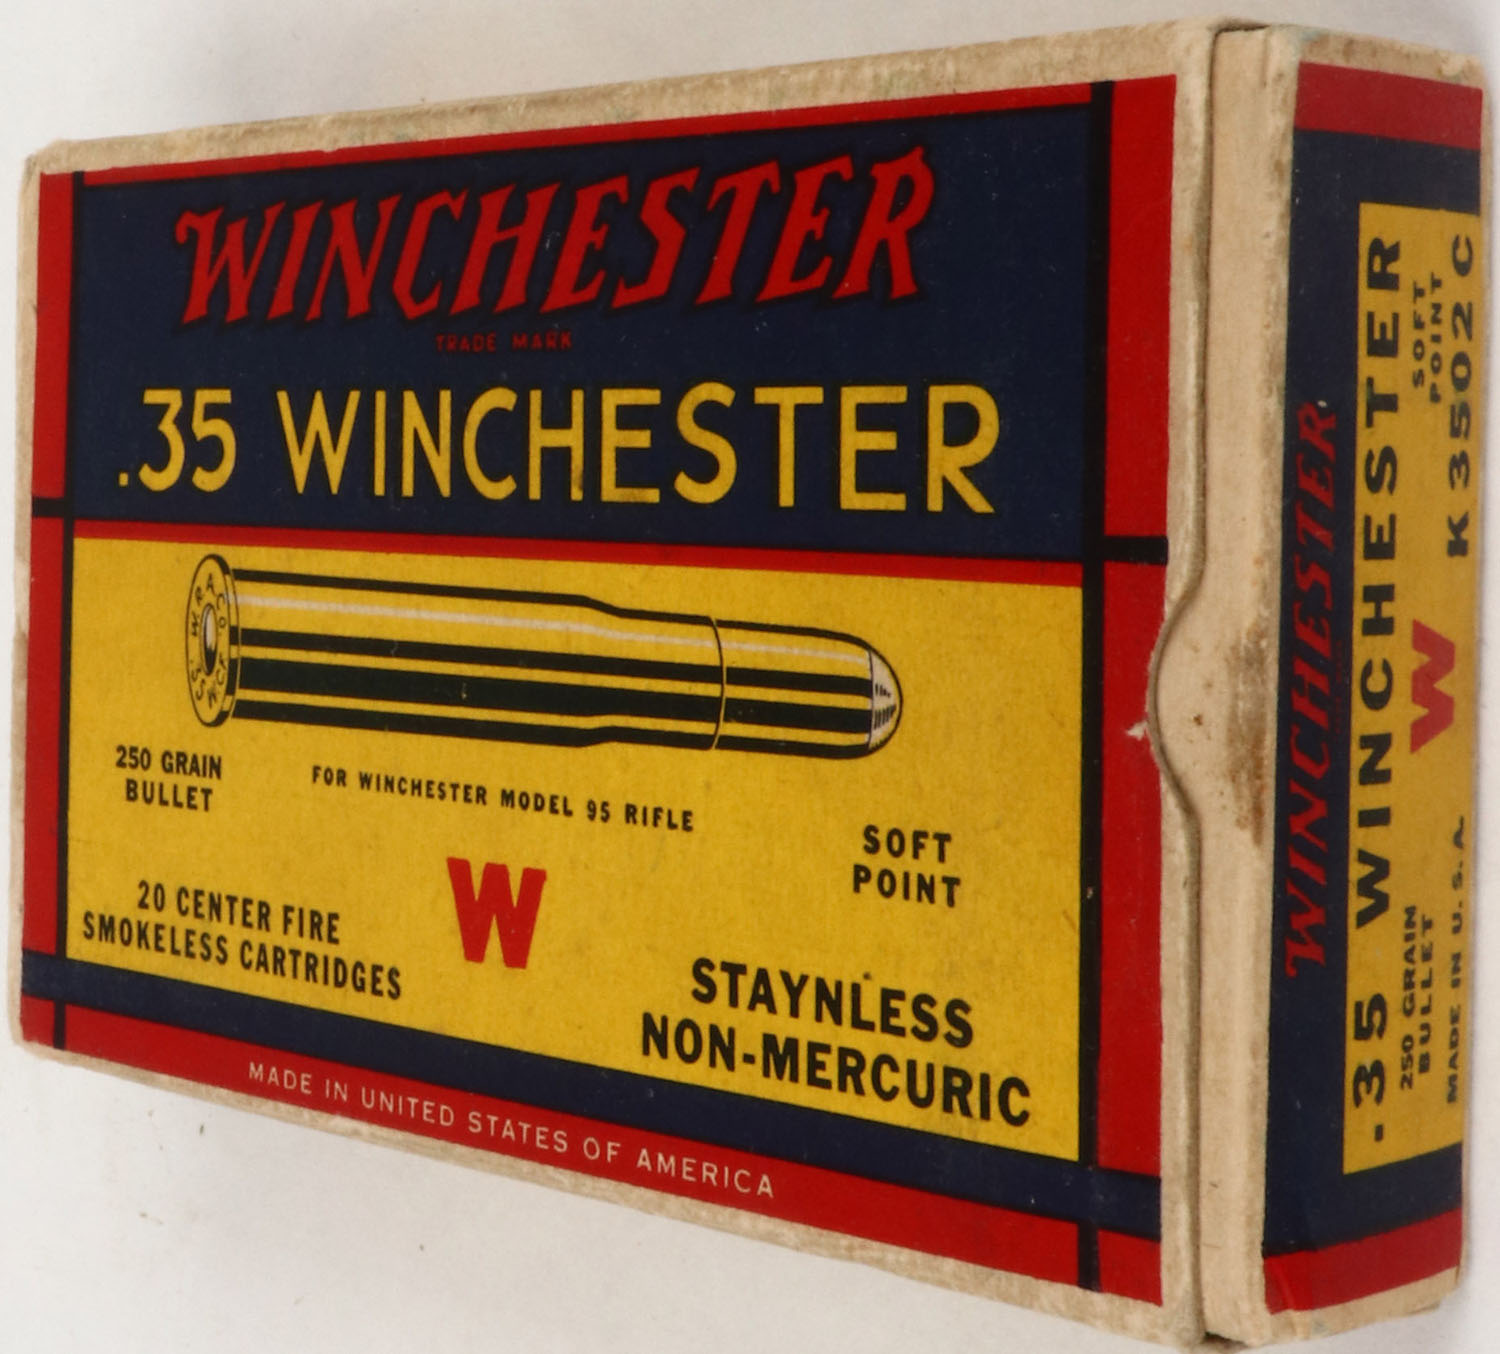 WINCHESTER
TRADE MARK
.35 WINCHESTER
W.R.A.Co.
250 GRAIN
BULLET
FOR WINCHESTER MODEL 95 RIFLE
SOFT
POINT
W
20 CENTER FIRE
SMOKELESS CARTRIDGES
STAYNLESS
NON-MERCURIC
MADE IN UNITED STATES OF AMERICA
WINCHESTER
.35 WINCHESTER
250 GRAIN
BULLET
W
SOFT
POINT
MADE IN U.S.A.
K 3502 C